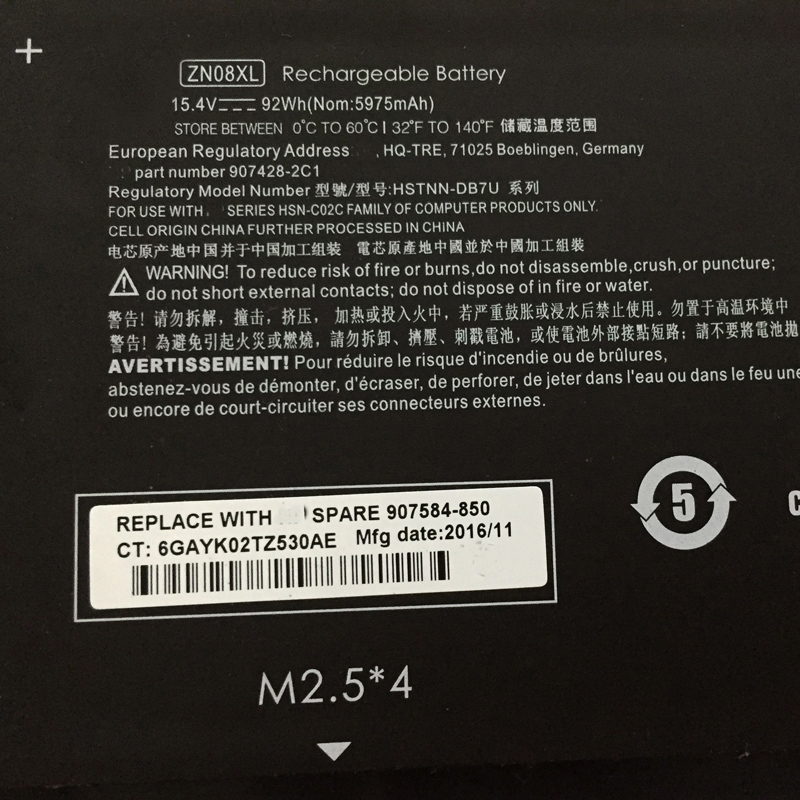 +
ZN08XL Rechargeable Battery
15.4V⎓ 92Wh(Nom:5975mAh)
STORE BETWEEN 0°C TO 60°C I 32°F TO 140°F 储藏温度范围
European Regulatory Address , HQ-TRE, 71025 Boeblingen, Germany
part number 907428-2C1
Regulatory Model Number 型號/型号:HSTNN-DB7U 系列
FOR USE WITH SERIES HSN-C02C FAMILY OF COMPUTER PRODUCTS ONLY.
CELL ORIGIN CHINA FURTHER PROCESSED IN CHINA
电芯原产地中国并于中国加工组装 電芯原產地中國並於中國加工組裝
WARNING! To reduce risk of fire or burns,do not disassemble,crush,or puncture;
do not short external contacts; do not dispose of in fire or water.
警告! 请勿拆解，撞击，挤压， 加热或投入火中，若严重鼓胀或浸水后禁止使用。勿置于高温环境中
警告! 為避免引起火災或燃燒，請勿拆卸、擠壓、刺戳電池，或使電池外部接點短路；請不要將電池拋
AVERTISSEMENT! Pour réduire le risque d'incendie ou de brûlures,
abstenez-vous de démonter, d'écraser, de perforer, de jeter dans l'eau ou dans le feu une
ou encore de court-circuiter ses connecteurs externes.
5
REPLACE WITH SPARE 907584-850
CT: 6GAYK02TZ530AE Mfg date:2016/11
M2.5*4